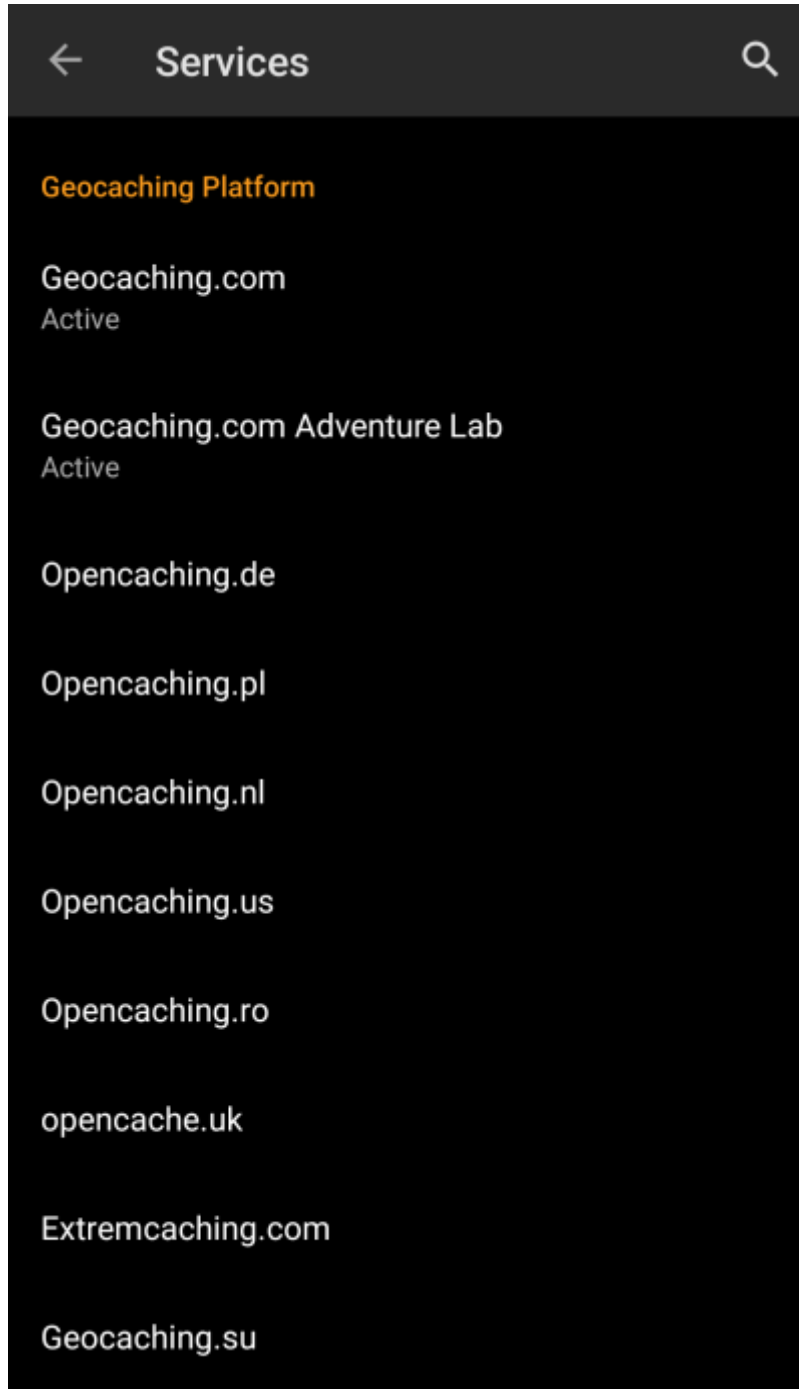 Services
Geocaching Platform
Geocaching.com
Active
Geocaching.com Adventure Lab
Active
Opencaching.de
Opencaching.pl
Opencaching.nl
Opencaching.us
Opencaching.ro
opencache.uk
Extremcaching.com
Geocaching.su